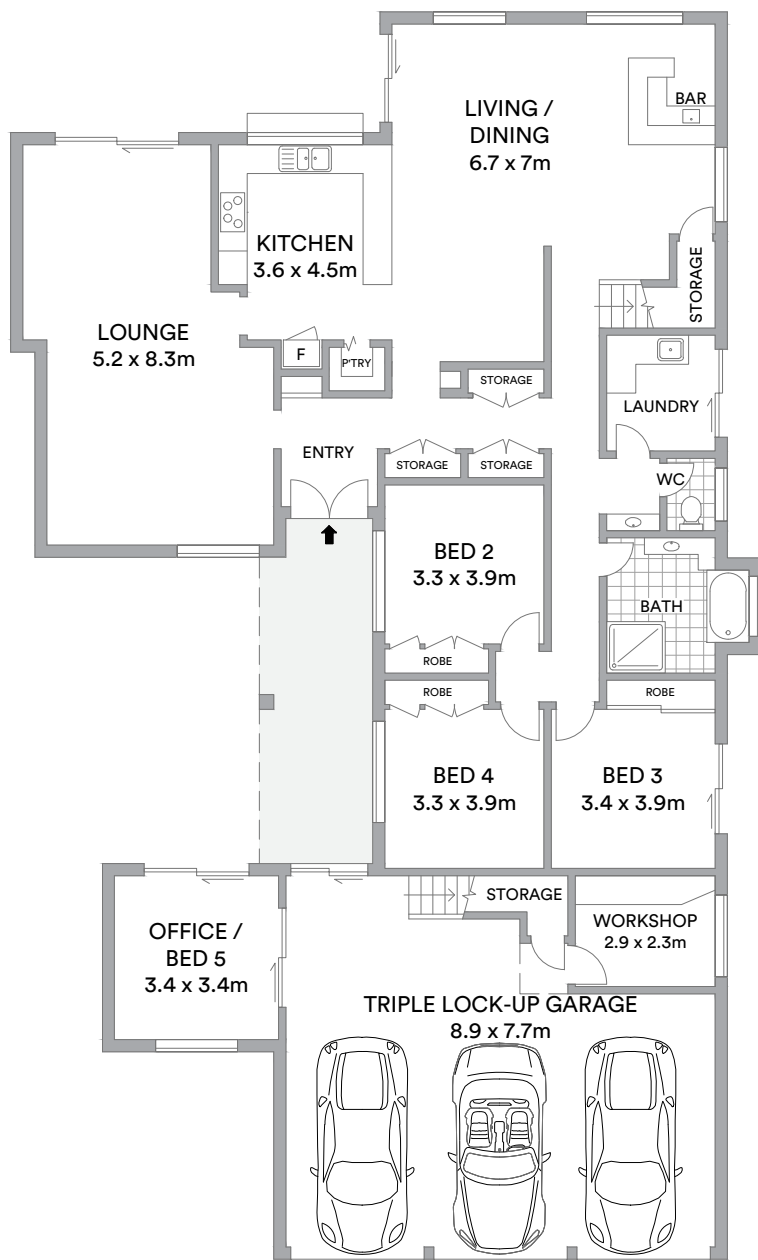 LIVING /
DINING
6.7 x 7m
BAR
KITCHEN
3.6 x 4.5m
STORAGE
LOUNGE
5.2 x 8.3m
F
P'TRY
STORAGE
LAUNDRY
ENTRY
STORAGE
STORAGE
WC
BED 2
3.3 x 3.9m
BATH
ROBE
ROBE
ROBE
BED 4
3.3 x 3.9m
BED 3
3.4 x 3.9m
STORAGE
OFFICE /
BED 5
3.4 x 3.4m
WORKSHOP
2.9 x 2.3m
TRIPLE LOCK-UP GARAGE
8.9 x 7.7m